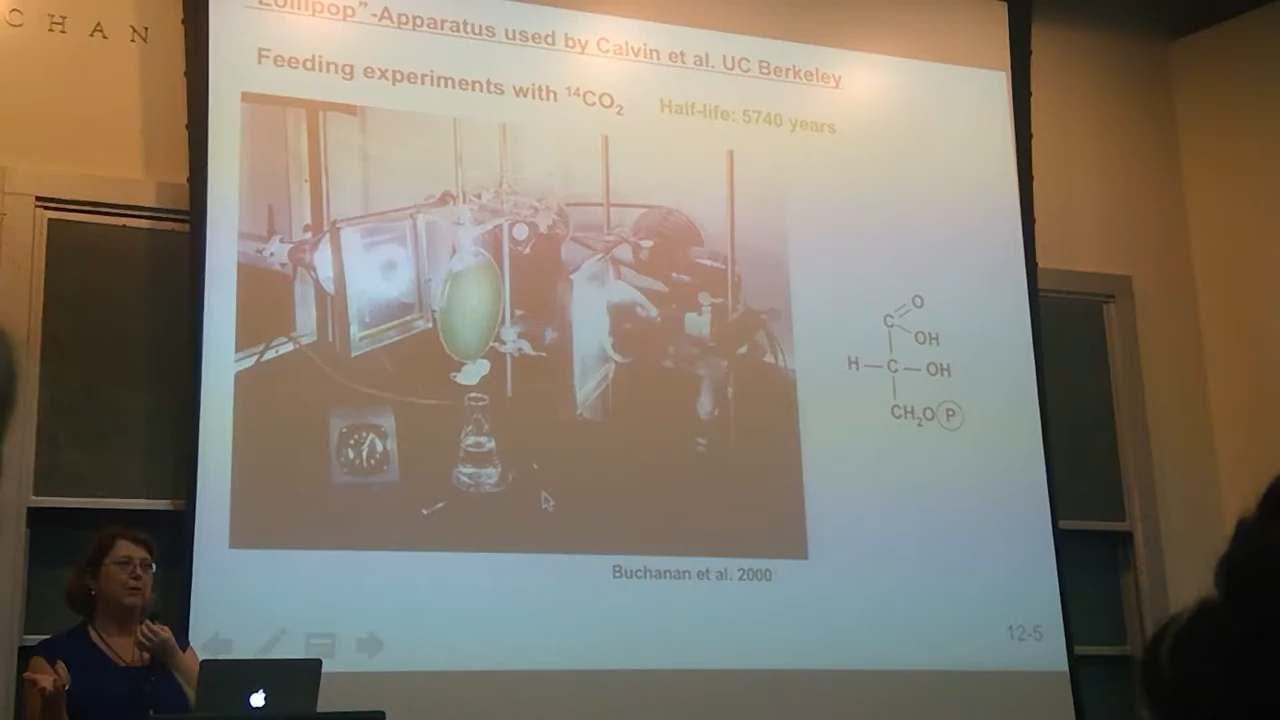 CHAN
"Lollipop"-Apparatus used by Calvin et al. UC Berkeley
Feeding experiments with ¹⁴CO₂
Half-life: 5740 years
C
O
OH
H—C—OH
CH₂O P
Buchanan et al. 2000
12-5